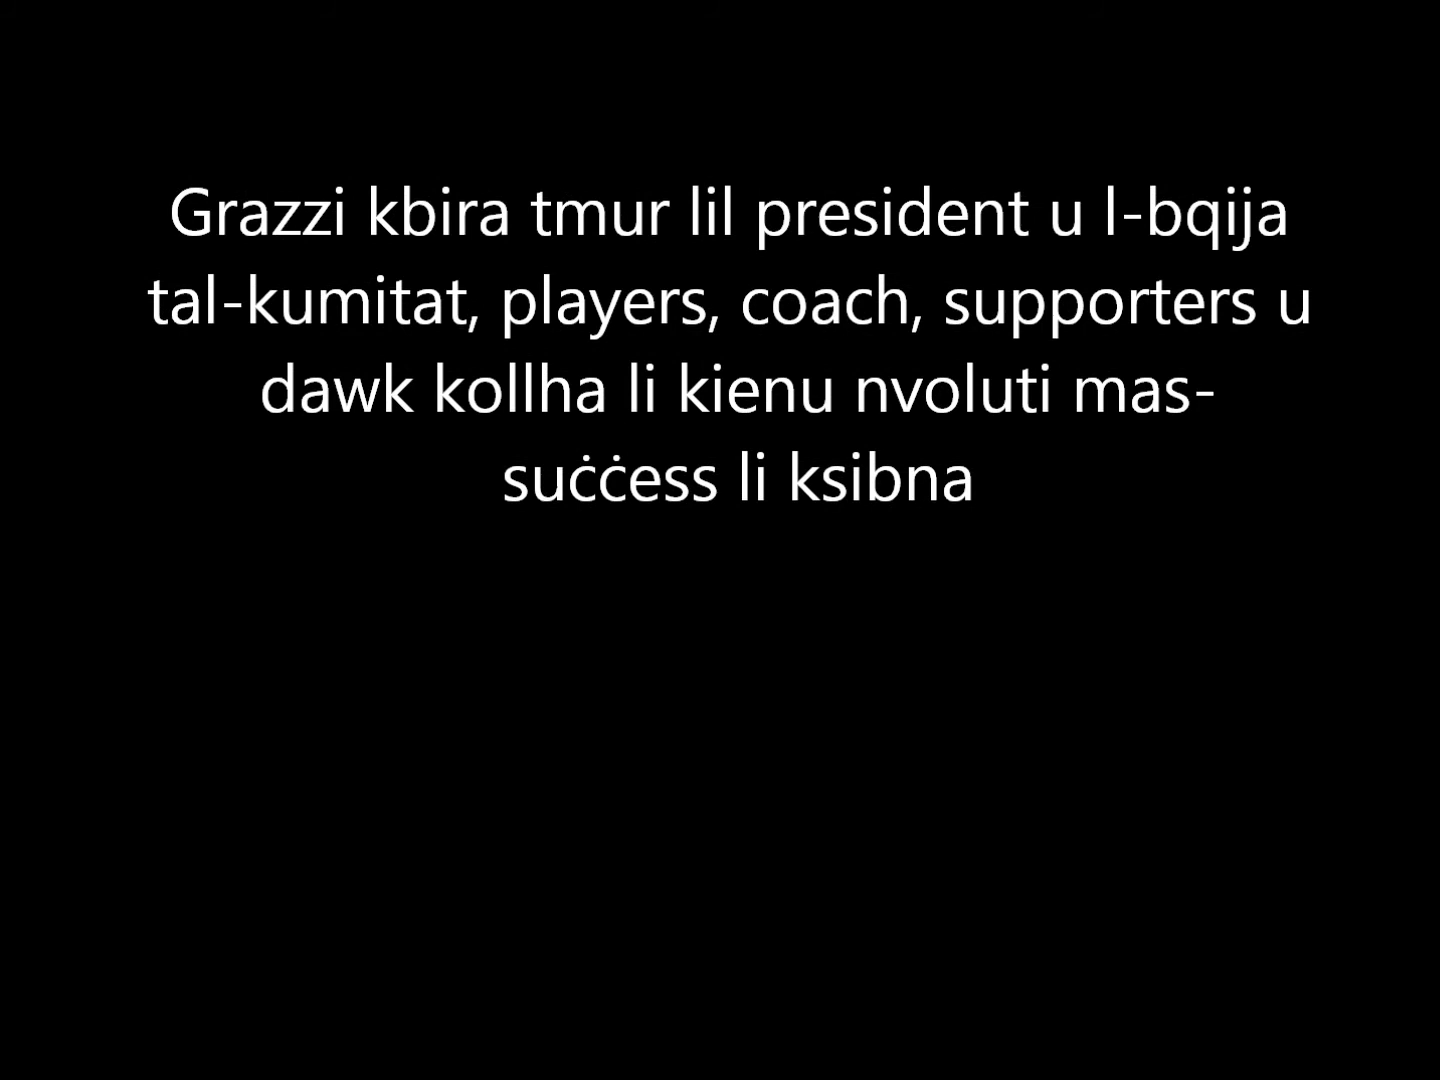 Grazzi kbira tmur lil president u l-bqija
tal-kumitat, players, coach, supporters u
dawk kollha li kienu nvoluti mas-
suċċess li ksibna